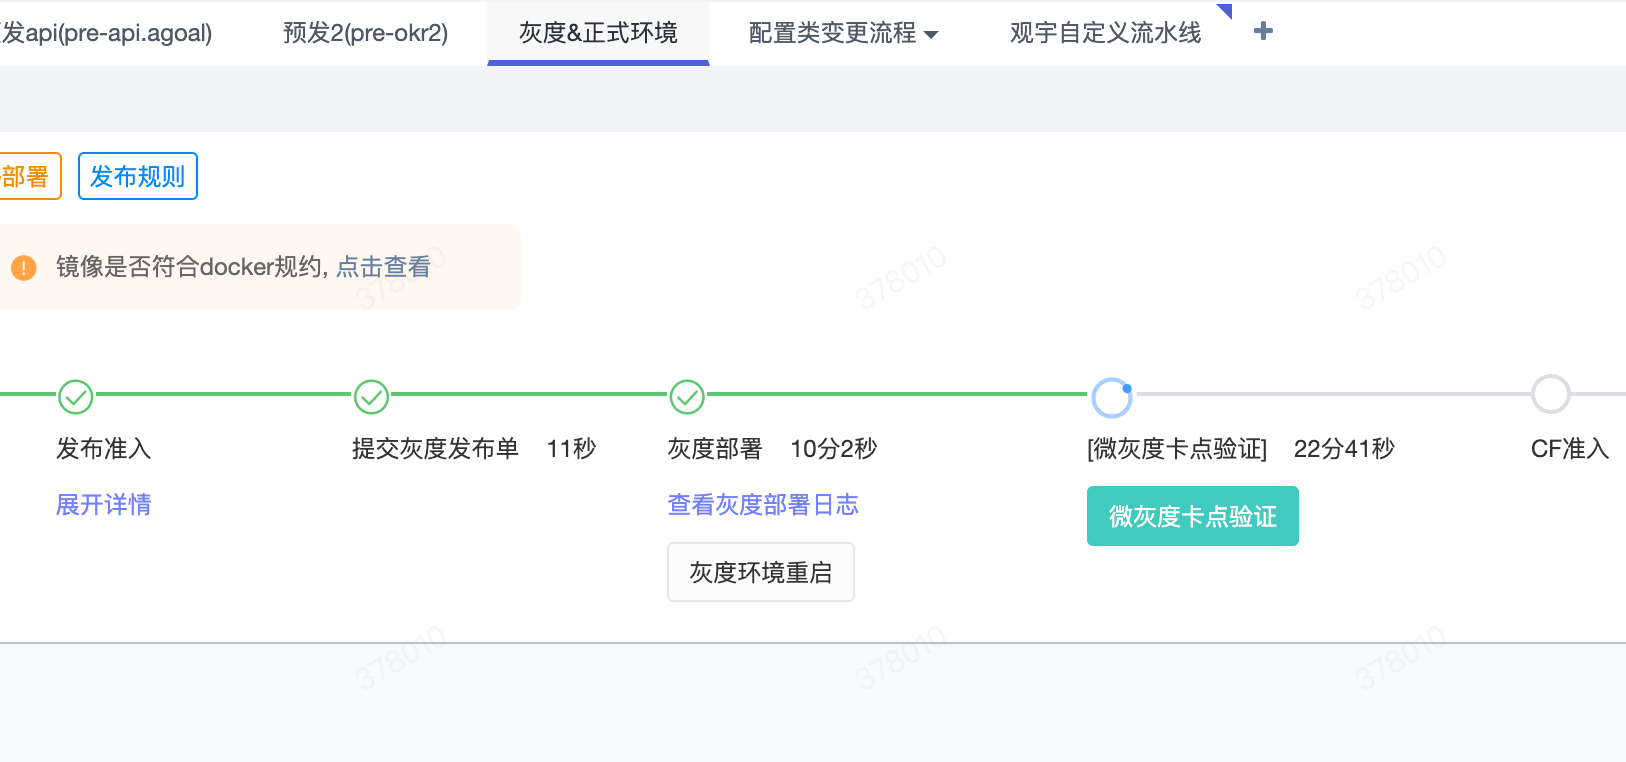 发api(pre-api.agoal) 预发2(pre-okr2) 灰度&正式环境 配置类变更流程 观宇自定义流水线
部署 发布规则
镜像是否符合docker规约, 点击查看
378010 378010 378010
发布准入 提交灰度发布单 11秒 灰度部署 10分2秒 [微灰度卡点验证] 22分41秒 CF准入
展开详情 查看灰度部署日志 微灰度卡点验证
灰度环境重启
378010 378010 378010